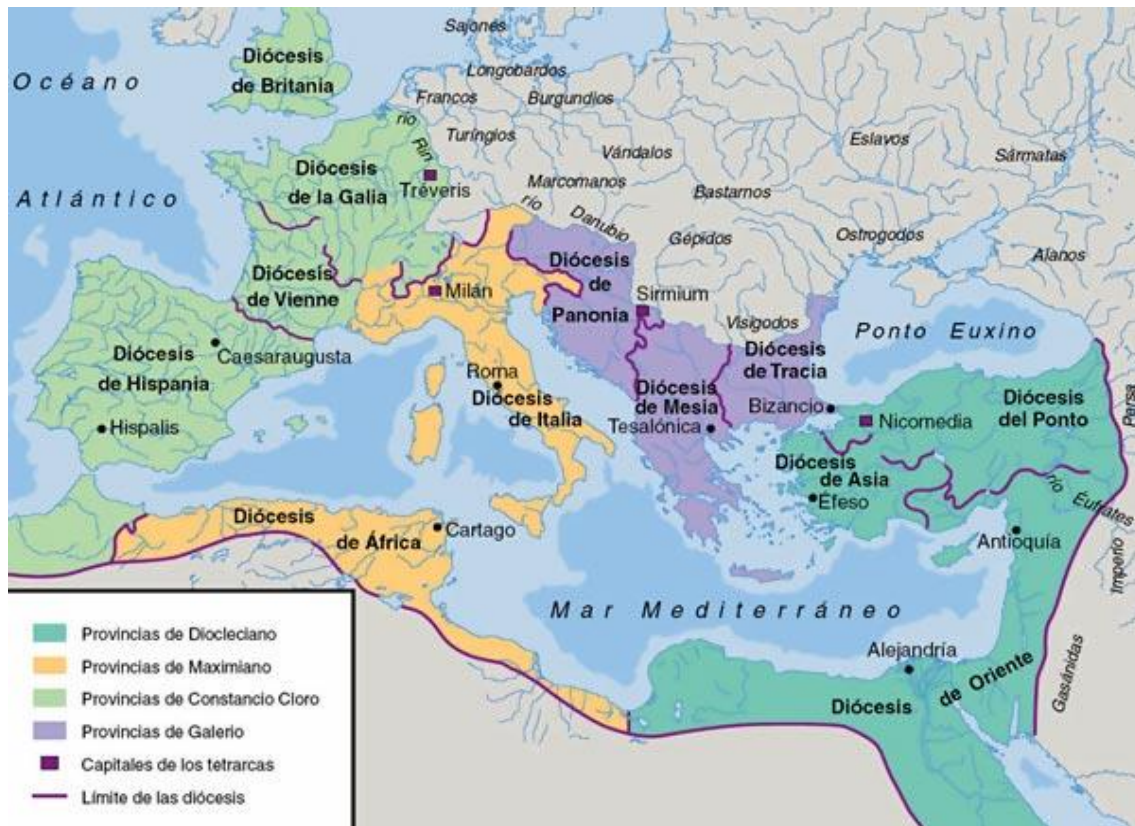 Sajones
Océano
Diócesis
de Britania
Longobardos
Francos
Burgundios
río
Rin
Turíngios
Eslavos
Vándalos
Sármatas
Atlántico
Diócesis
de la Galia
Tréveris
Marcomanos
Bastarnos
río
Danubio
Gépidos
Ostrogodos
Alanos
Diócesis
de Vienne
Milán
Diócesis
de
Panonia
Sirmium
Visigodos
Ponto Euxino
Diócesis
de Hispania
Caesaraugusta
Hispalis
Roma
Diócesis
de Italia
Diócesis
de Mesia
Tesalónica
Diócesis
de Tracia
Bizancio
Nicomedia
Diócesis
del Ponto
Persa
Diócesis
de Asia
Éfeso
río
Éufrates
Antioquía
Imperio
Diócesis
de África
Cartago
Mar Mediterráneo
Alejandría
Diócesis
de Oriente
Gasánidas
Provincias de Diocleciano
Provincias de Maximiano
Provincias de Constancio Cloro
Provincias de Galerio
Capitales de los tetrarcas
Límite de las diócesis